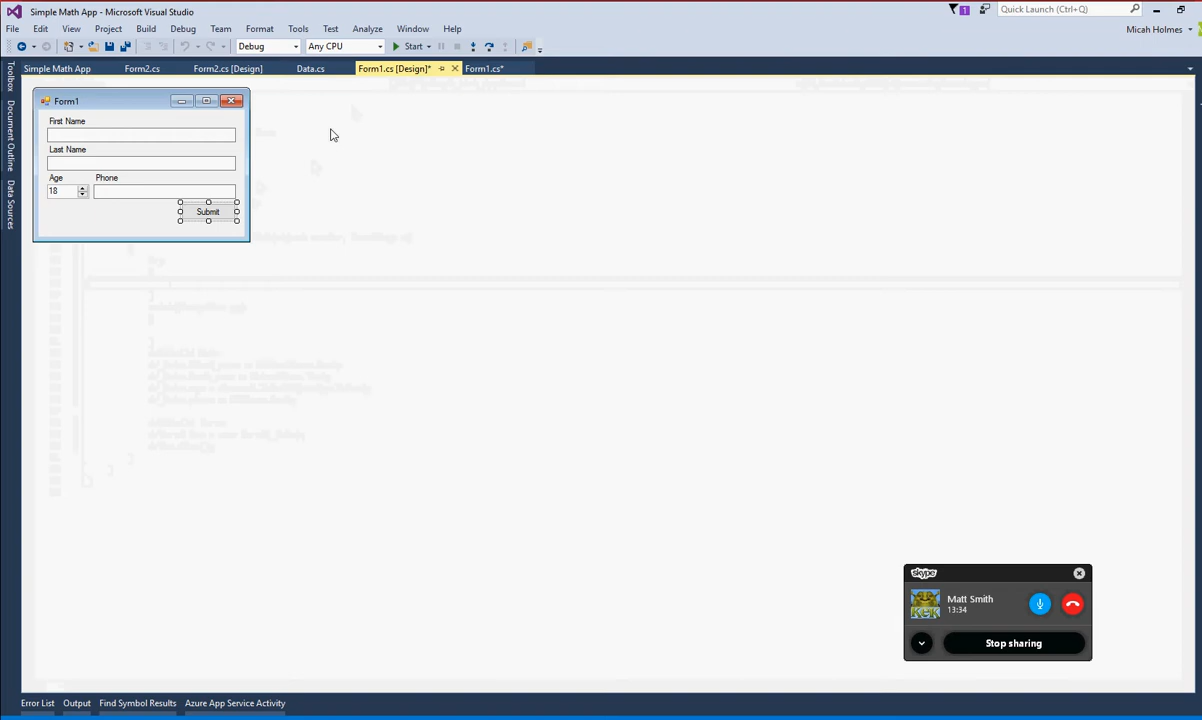 Simple Math App - Microsoft Visual Studio
1
Quick Launch (Ctrl+Q)
File Edit View Project Build Debug Team Format Tools Test Analyze Window Help
Micah Holmes
Debug Any CPU Start
Simple Math App Form2.cs Form2.cs [Design] Data.cs Form1.cs [Design]* Form1.cs*
Toolbox
Document Outline
Data Sources
Form1
First Name
Last Name
Age Phone
18
Submit
skype
Matt Smith
KEK
13:34
Stop sharing
Error List Output Find Symbol Results Azure App Service Activity